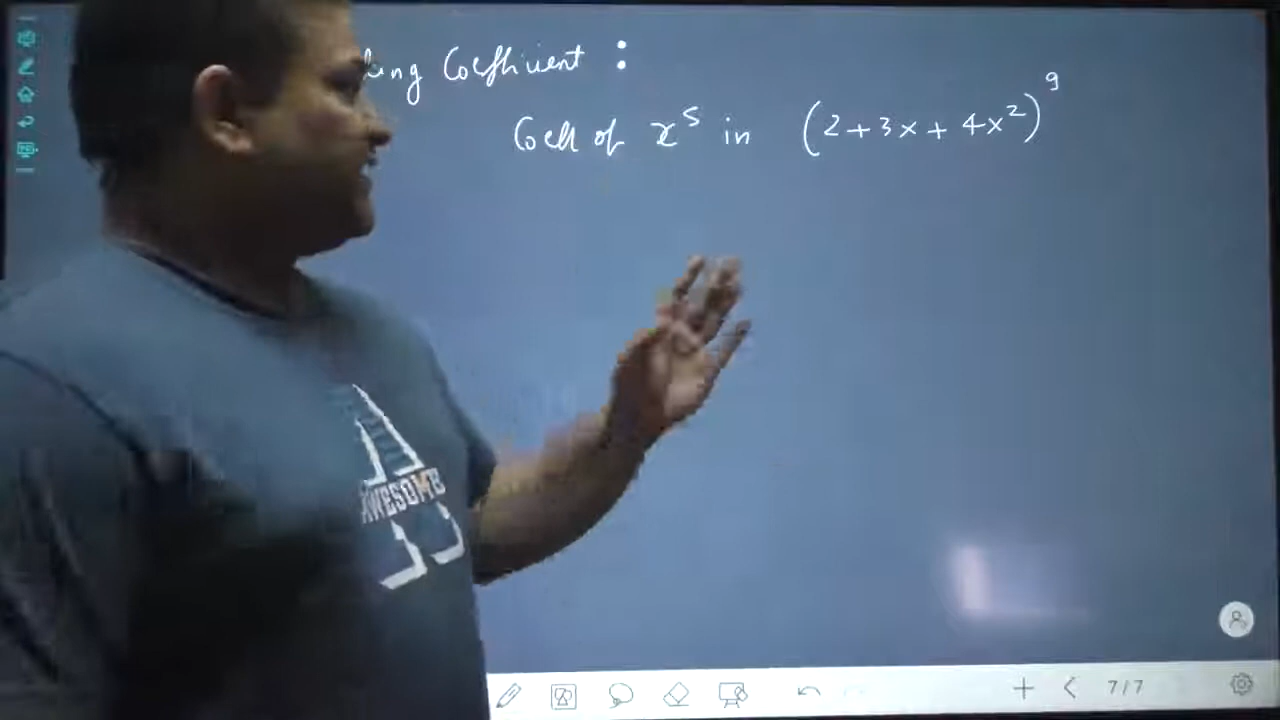 Coefficient :
Coeff of x⁵ in (2+3x+4x²)⁹
AWESOME
7/7